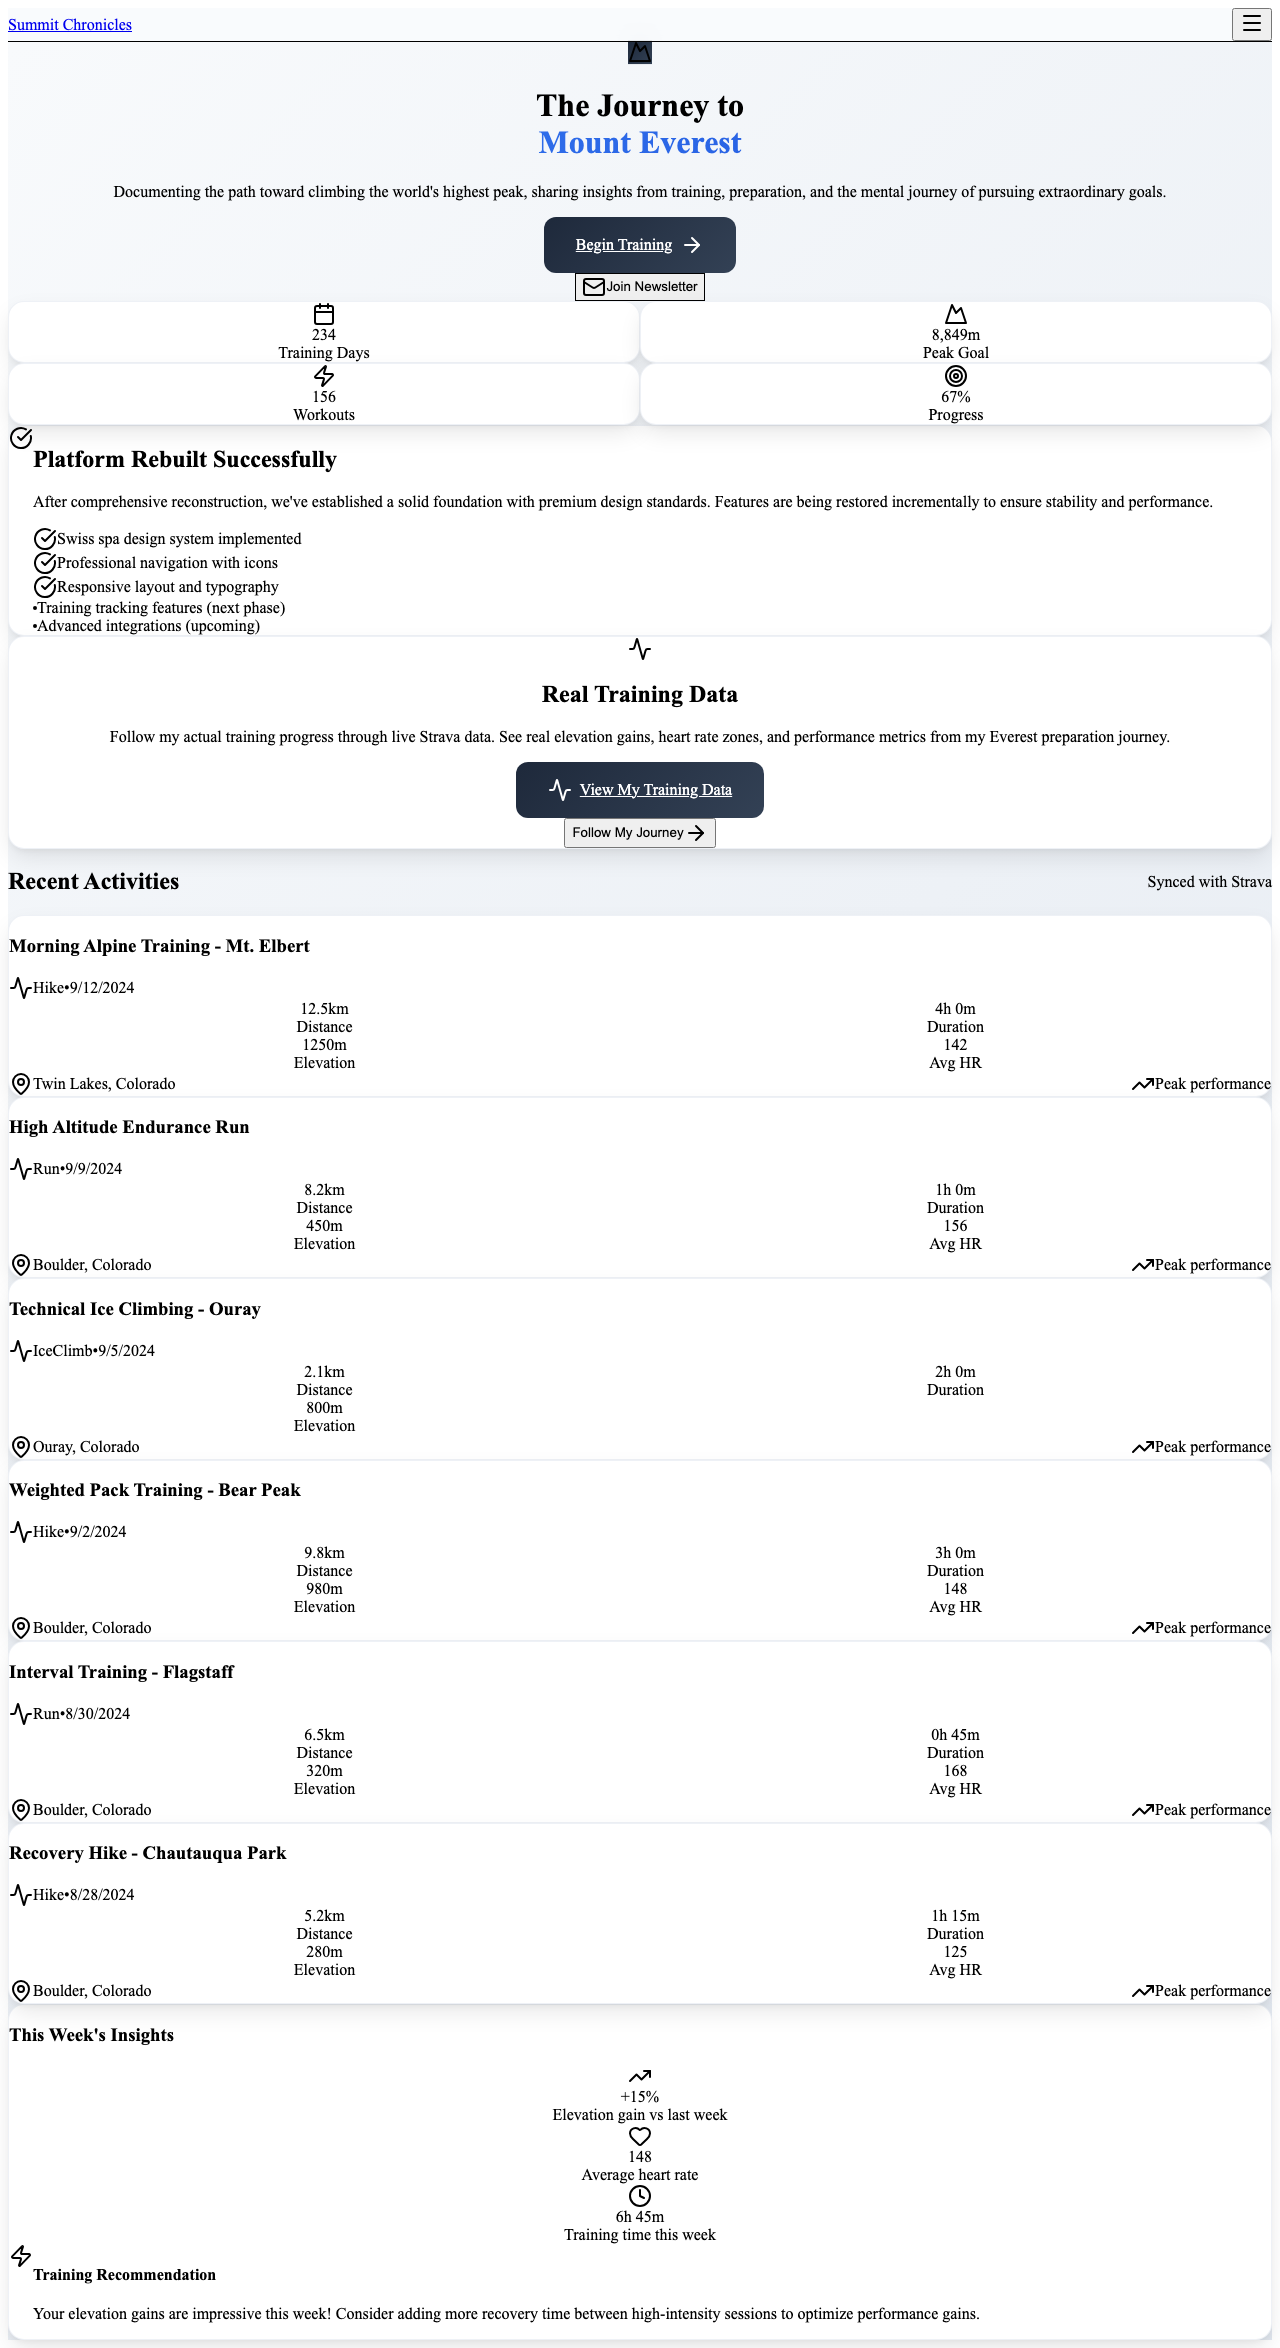 Summit Chronicles
The Journey to
Mount Everest
Documenting the path toward climbing the world's highest peak, sharing insights from training, preparation, and the mental journey of pursuing extraordinary goals.
Begin Training
Join Newsletter
234
Training Days
8,849m
Peak Goal
156
Workouts
67%
Progress
Platform Rebuilt Successfully
After comprehensive reconstruction, we've established a solid foundation with premium design standards. Features are being restored incrementally to ensure stability and performance.
Swiss spa design system implemented
Professional navigation with icons
Responsive layout and typography
•Training tracking features (next phase)
•Advanced integrations (upcoming)
Real Training Data
Follow my actual training progress through live Strava data. See real elevation gains, heart rate zones, and performance metrics from my Everest preparation journey.
View My Training Data
Follow My Journey
Recent Activities
Synced with Strava
Morning Alpine Training - Mt. Elbert
Hike•9/12/2024
12.5km
Distance
4h 0m
Duration
1250m
Elevation
142
Avg HR
Twin Lakes, Colorado
Peak performance
High Altitude Endurance Run
Run•9/9/2024
8.2km
Distance
1h 0m
Duration
450m
Elevation
156
Avg HR
Boulder, Colorado
Peak performance
Technical Ice Climbing - Ouray
IceClimb•9/5/2024
2.1km
Distance
2h 0m
Duration
800m
Elevation
Ouray, Colorado
Peak performance
Weighted Pack Training - Bear Peak
Hike•9/2/2024
9.8km
Distance
3h 0m
Duration
980m
Elevation
148
Avg HR
Boulder, Colorado
Peak performance
Interval Training - Flagstaff
Run•8/30/2024
6.5km
Distance
0h 45m
Duration
320m
Elevation
168
Avg HR
Boulder, Colorado
Peak performance
Recovery Hike - Chautauqua Park
Hike•8/28/2024
5.2km
Distance
1h 15m
Duration
280m
Elevation
125
Avg HR
Boulder, Colorado
Peak performance
This Week's Insights
+15%
Elevation gain vs last week
148
Average heart rate
6h 45m
Training time this week
Training Recommendation
Your elevation gains are impressive this week! Consider adding more recovery time between high-intensity sessions to optimize performance gains.